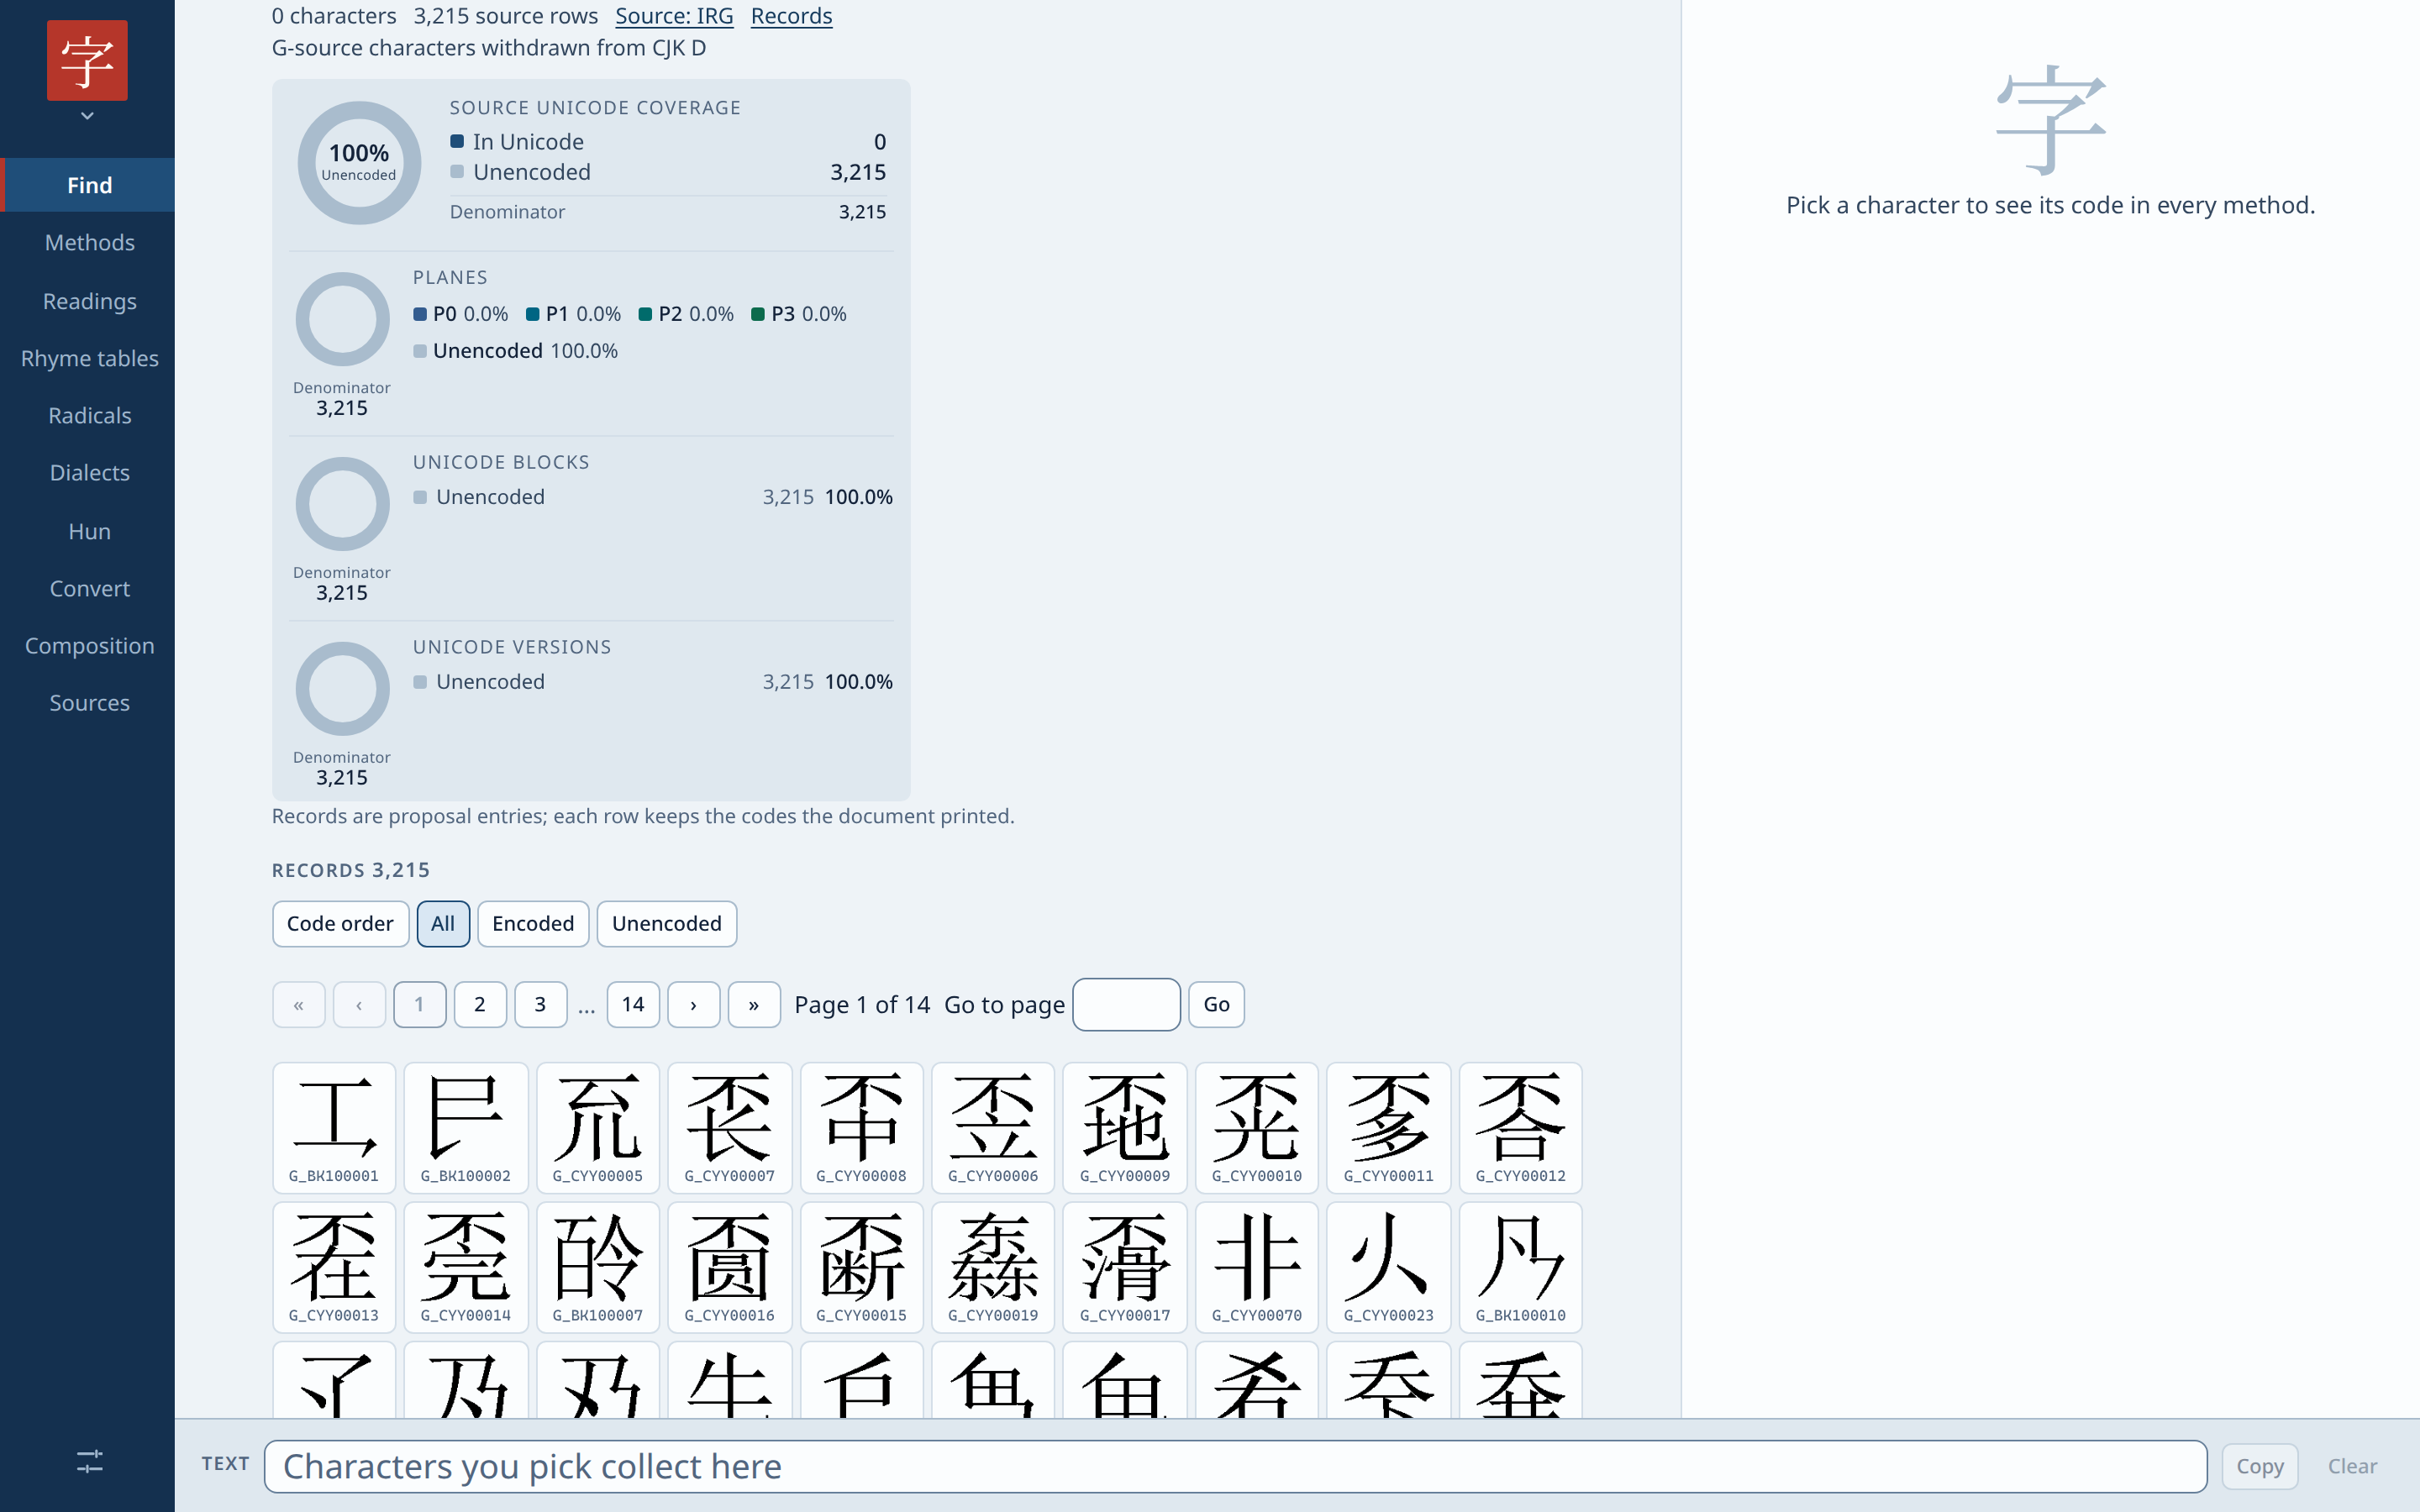 字
Find
Methods
Readings
Rhyme tables
Radicals
Dialects
Hun
Convert
Composition
Sources
0 characters 3,215 source rows Source: IRG Records
G-source characters withdrawn from CJK D
100%
Unencoded
SOURCE UNICODE COVERAGE
In Unicode 0
Unencoded 3,215
Denominator 3,215
PLANES
P0 0.0% P1 0.0% P2 0.0% P3 0.0%
Unencoded 100.0%
Denominator
3,215
UNICODE BLOCKS
Unencoded 3,215 100.0%
Denominator
3,215
UNICODE VERSIONS
Unencoded 3,215 100.0%
Denominator
3,215
Records are proposal entries; each row keeps the codes the document printed.
RECORDS 3,215
Code order All Encoded Unencoded
« ‹ 1 2 3 … 14 › » Page 1 of 14 Go to page Go
G_BK100001 G_BK100002 G_CYY00005 G_CYY00007 G_CYY00008 G_CYY00006 G_CYY00009 G_CYY00010 G_CYY00011 G_CYY00012
G_CYY00013 G_CYY00014 G_BK100007 G_CYY00016 G_CYY00015 G_CYY00019 G_CYY00017 G_CYY00070 G_CYY00023 G_BK100010
TEXT Characters you pick collect here Copy Clear
字
Pick a character to see its code in every method.